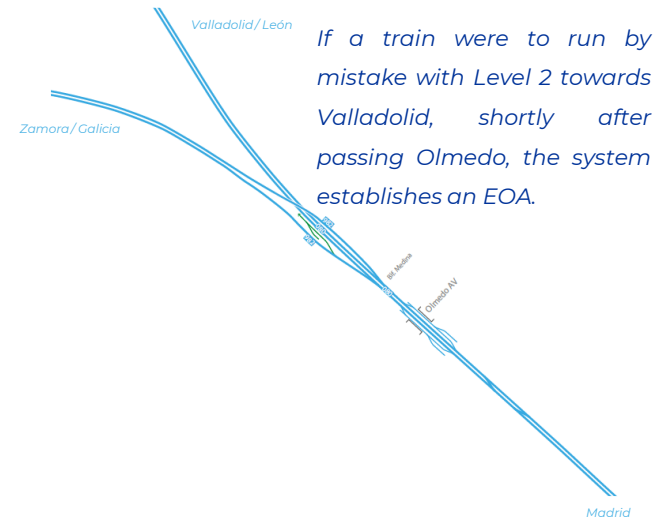 Valladolid / León
If a train were to run by
mistake with Level 2 towards
Valladolid, shortly after
passing Olmedo, the system
establishes an EOA.
Zamora / Galicia
Bif. Medina
Olmedo AV
Madrid